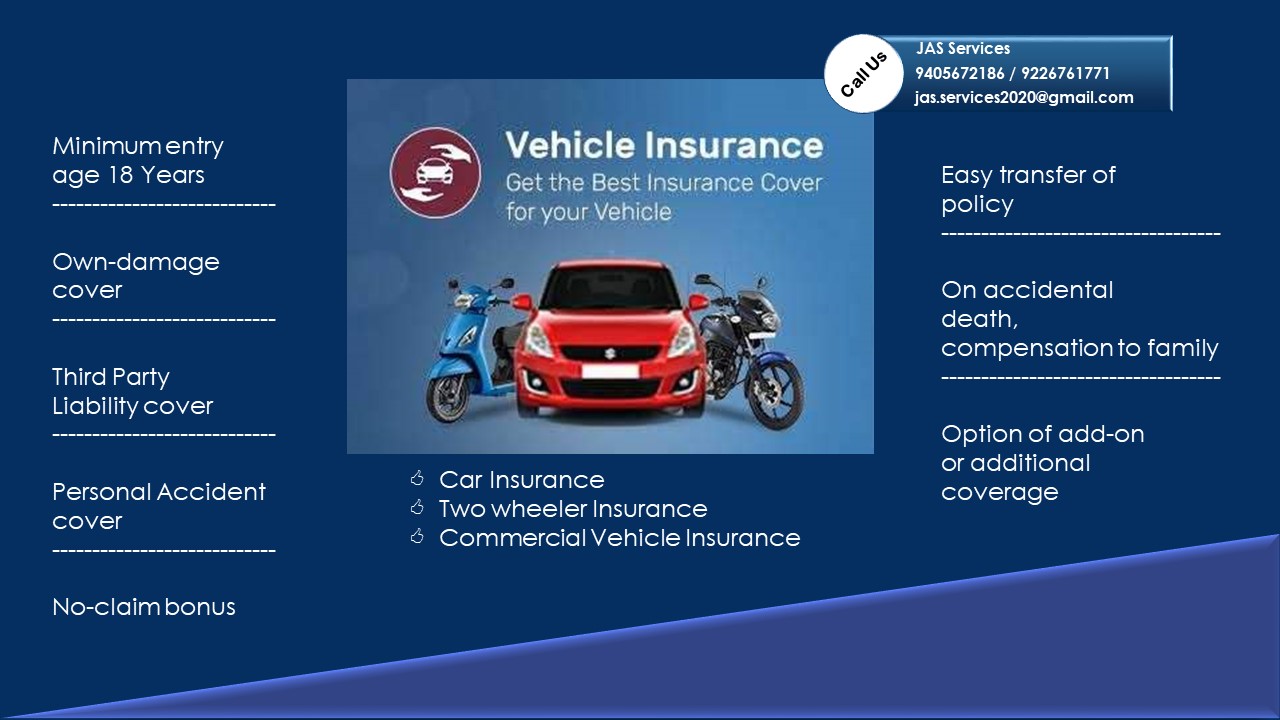 Call Us
JAS Services
9405672186 / 9226761771
jas.services2020@gmail.com
Minimum entry
age 18 Years
----------------------------
Own-damage
cover
----------------------------
Third Party
Liability cover
----------------------------
Personal Accident
cover
----------------------------
No-claim bonus
Vehicle Insurance
Get the Best Insurance Cover
for your Vehicle
Car Insurance
Two wheeler Insurance
Commercial Vehicle Insurance
Easy transfer of
policy
-----------------------------------
On accidental
death,
compensation to family
-----------------------------------
Option of add-on
or additional
coverage